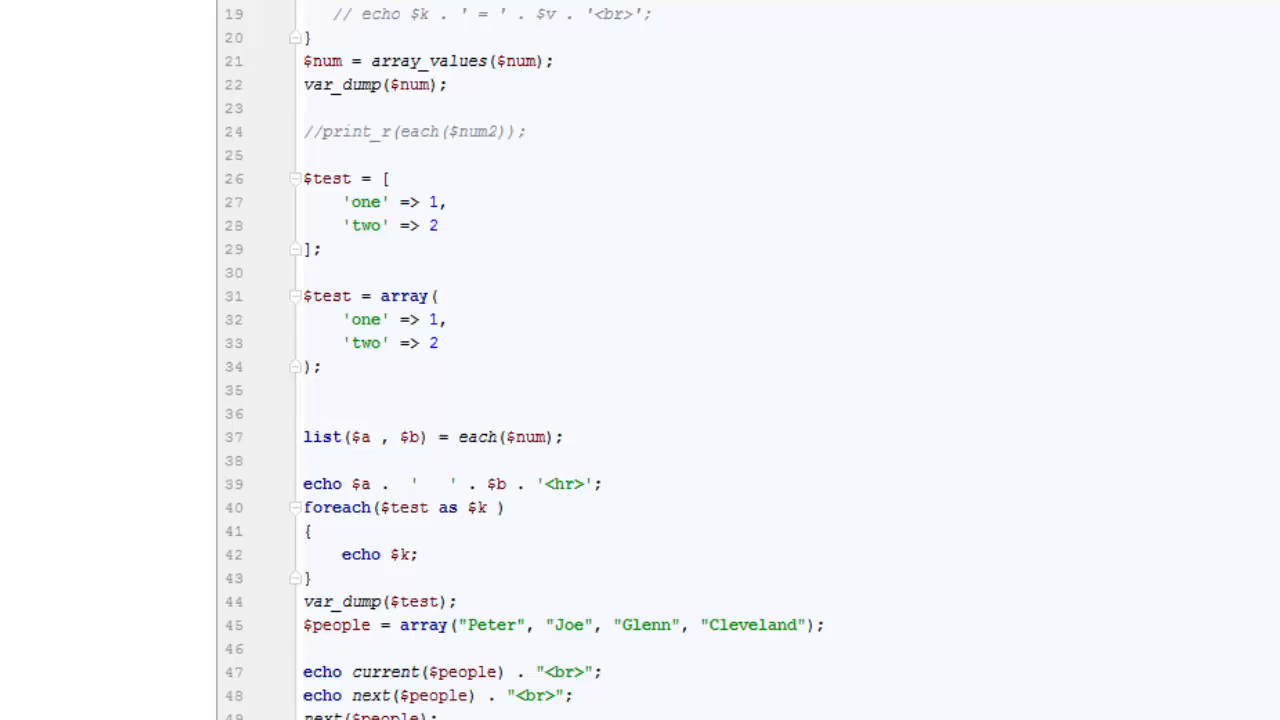 19 // echo $k . ' = ' . $v . '<br>';
20 }
21 $num = array_values($num);
22 var_dump($num);
23
24 //print_r(each($num2));
25
26 $test = [
27 'one' => 1,
28 'two' => 2
29 ];
30
31 $test = array(
32 'one' => 1,
33 'two' => 2
34 );
35
36
37 list($a , $b) = each($num);
38
39 echo $a . '   ' . $b . '<hr>';
40 foreach($test as $k )
41 {
42 echo $k;
43 }
44 var_dump($test);
45 $people = array("Peter", "Joe", "Glenn", "Cleveland");
46
47 echo current($people) . "<br>";
48 echo next($people) . "<br>";
49 next($people);